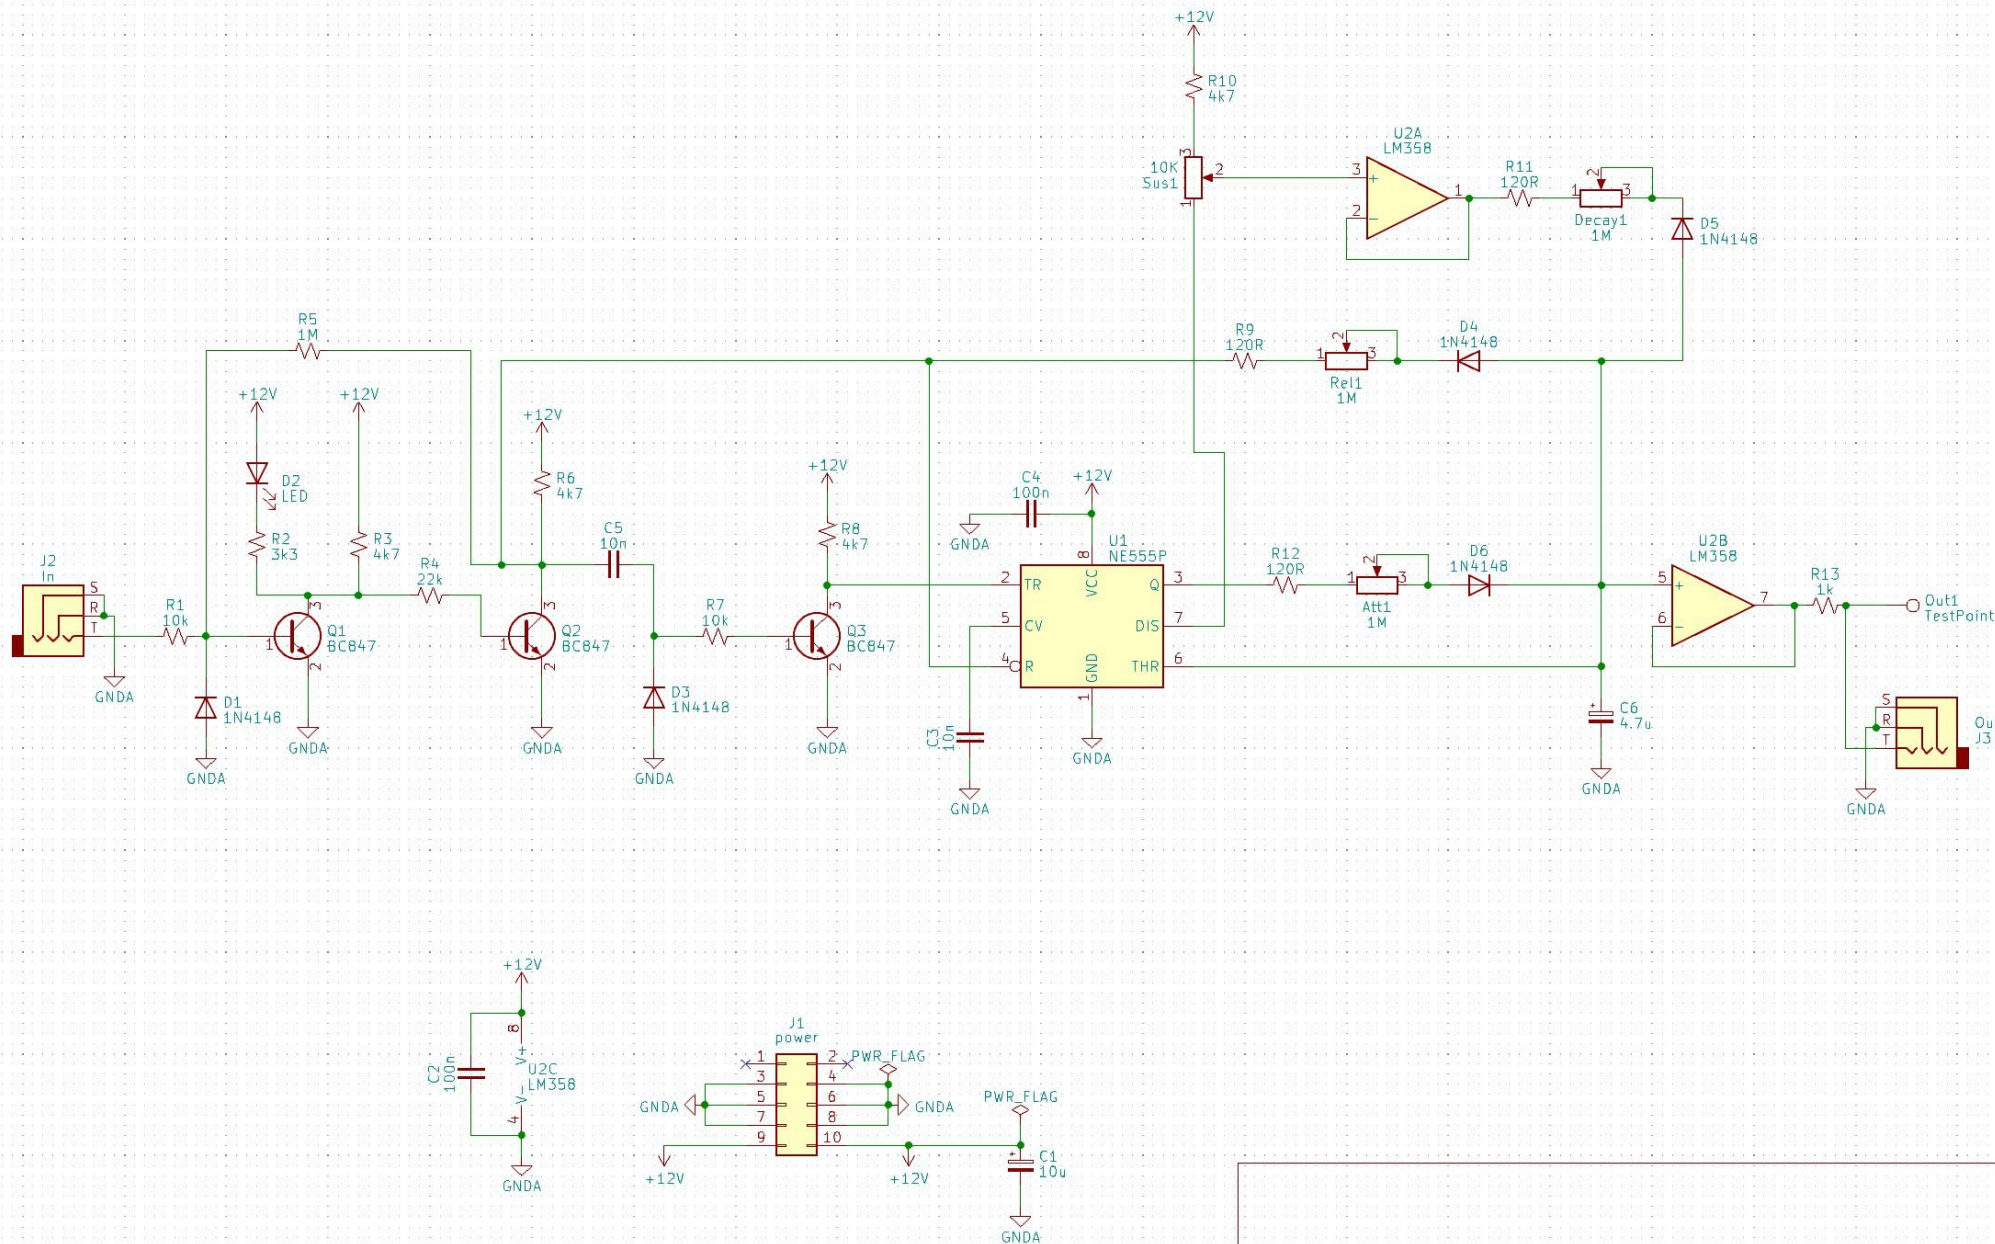 +12V
R10
4k7
3
10K
Sus1
2
1
U2A
LM358
3
+
2
−
1
R11
120R
1
2
3
Decay1
1M
D5
1N4148
R5
1M
R9
120R
1
2
3
Rel1
1M
D4
1N4148
+12V
+12V
+12V
D2
LED
R2
3k3
R3
4k7
R4
22k
R6
4k7
C5
10n
+12V
R8
4k7
C4
100n
+12V
GNDA
U1
NE555P
8
VCC
2
TR
5
CV
4
R
GND
1
Q
3
DIS
7
THR
6
R12
120R
1
2
3
Att1
1M
D6
1N4148
U2B
LM358
5
+
6
−
7
R13
1k
Out1
TestPoint
J2
In
S
R
T
GNDA
R1
10k
1
3
2
Q1
BC847
D1
1N4148
GNDA
GNDA
1
3
2
Q2
BC847
GNDA
R7
10k
D3
1N4148
GNDA
1
3
2
Q3
BC847
GNDA
C3
10n
GNDA
GNDA
C6
4.7u
GNDA
S
R
T
Ou
J3
GNDA
+12V
8
V+
C2
100n
U2C
LM358
V-
4
GNDA
J1
power
1
3
5
7
9
2
4
6
8
10
PWR_FLAG
GNDA
GNDA
+12V
+12V
PWR_FLAG
C1
10u
GNDA